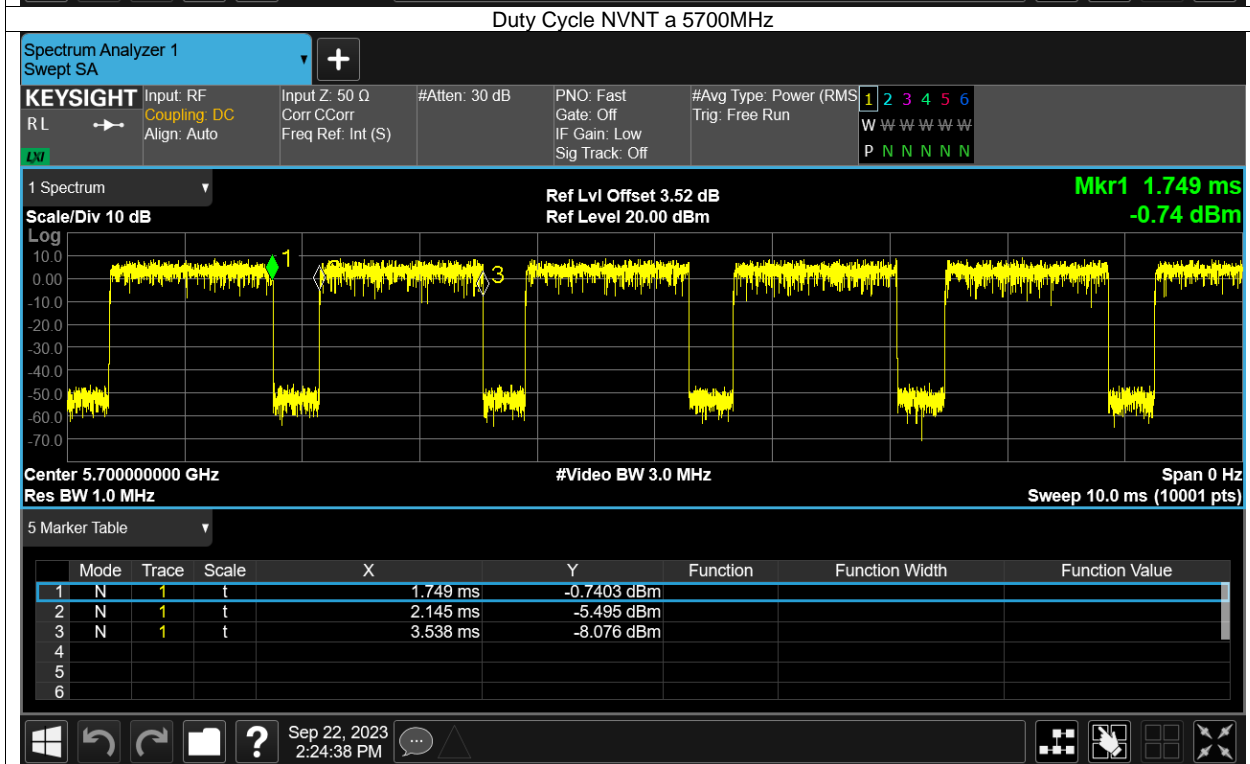 Duty Cycle NVNT a 5700MHz
Spectrum Analyzer 1
Swept SA
KEYSIGHT Input: RF Input Z: 50 Ω #Atten: 30 dB PNO: Fast #Avg Type: Power (RMS 1 2 3 4 5 6
R L Coupling: DC Corr CCorr Gate: Off Trig: Free Run W W W W W W
Align: Auto Freq Ref: Int (S) IF Gain: Low
LXI Sig Track: Off P N N N N N
1 Spectrum Ref Lvl Offset 3.52 dB Mkr1 1.749 ms
Scale/Div 10 dB Ref Level 20.00 dBm -0.74 dBm
Log
10.0 1
0.00 3
-10.0
-20.0
-30.0
-40.0
-50.0
-60.0
-70.0
Center 5.700000000 GHz #Video BW 3.0 MHz Span 0 Hz
Res BW 1.0 MHz Sweep 10.0 ms (10001 pts)
5 Marker Table
Mode Trace Scale X Y Function Function Width Function Value
1 N 1 t 1.749 ms -0.7403 dBm
2 N 1 t 2.145 ms -5.495 dBm
3 N 1 t 3.538 ms -8.076 dBm
4
5
6
? Sep 22, 2023
2:24:38 PM